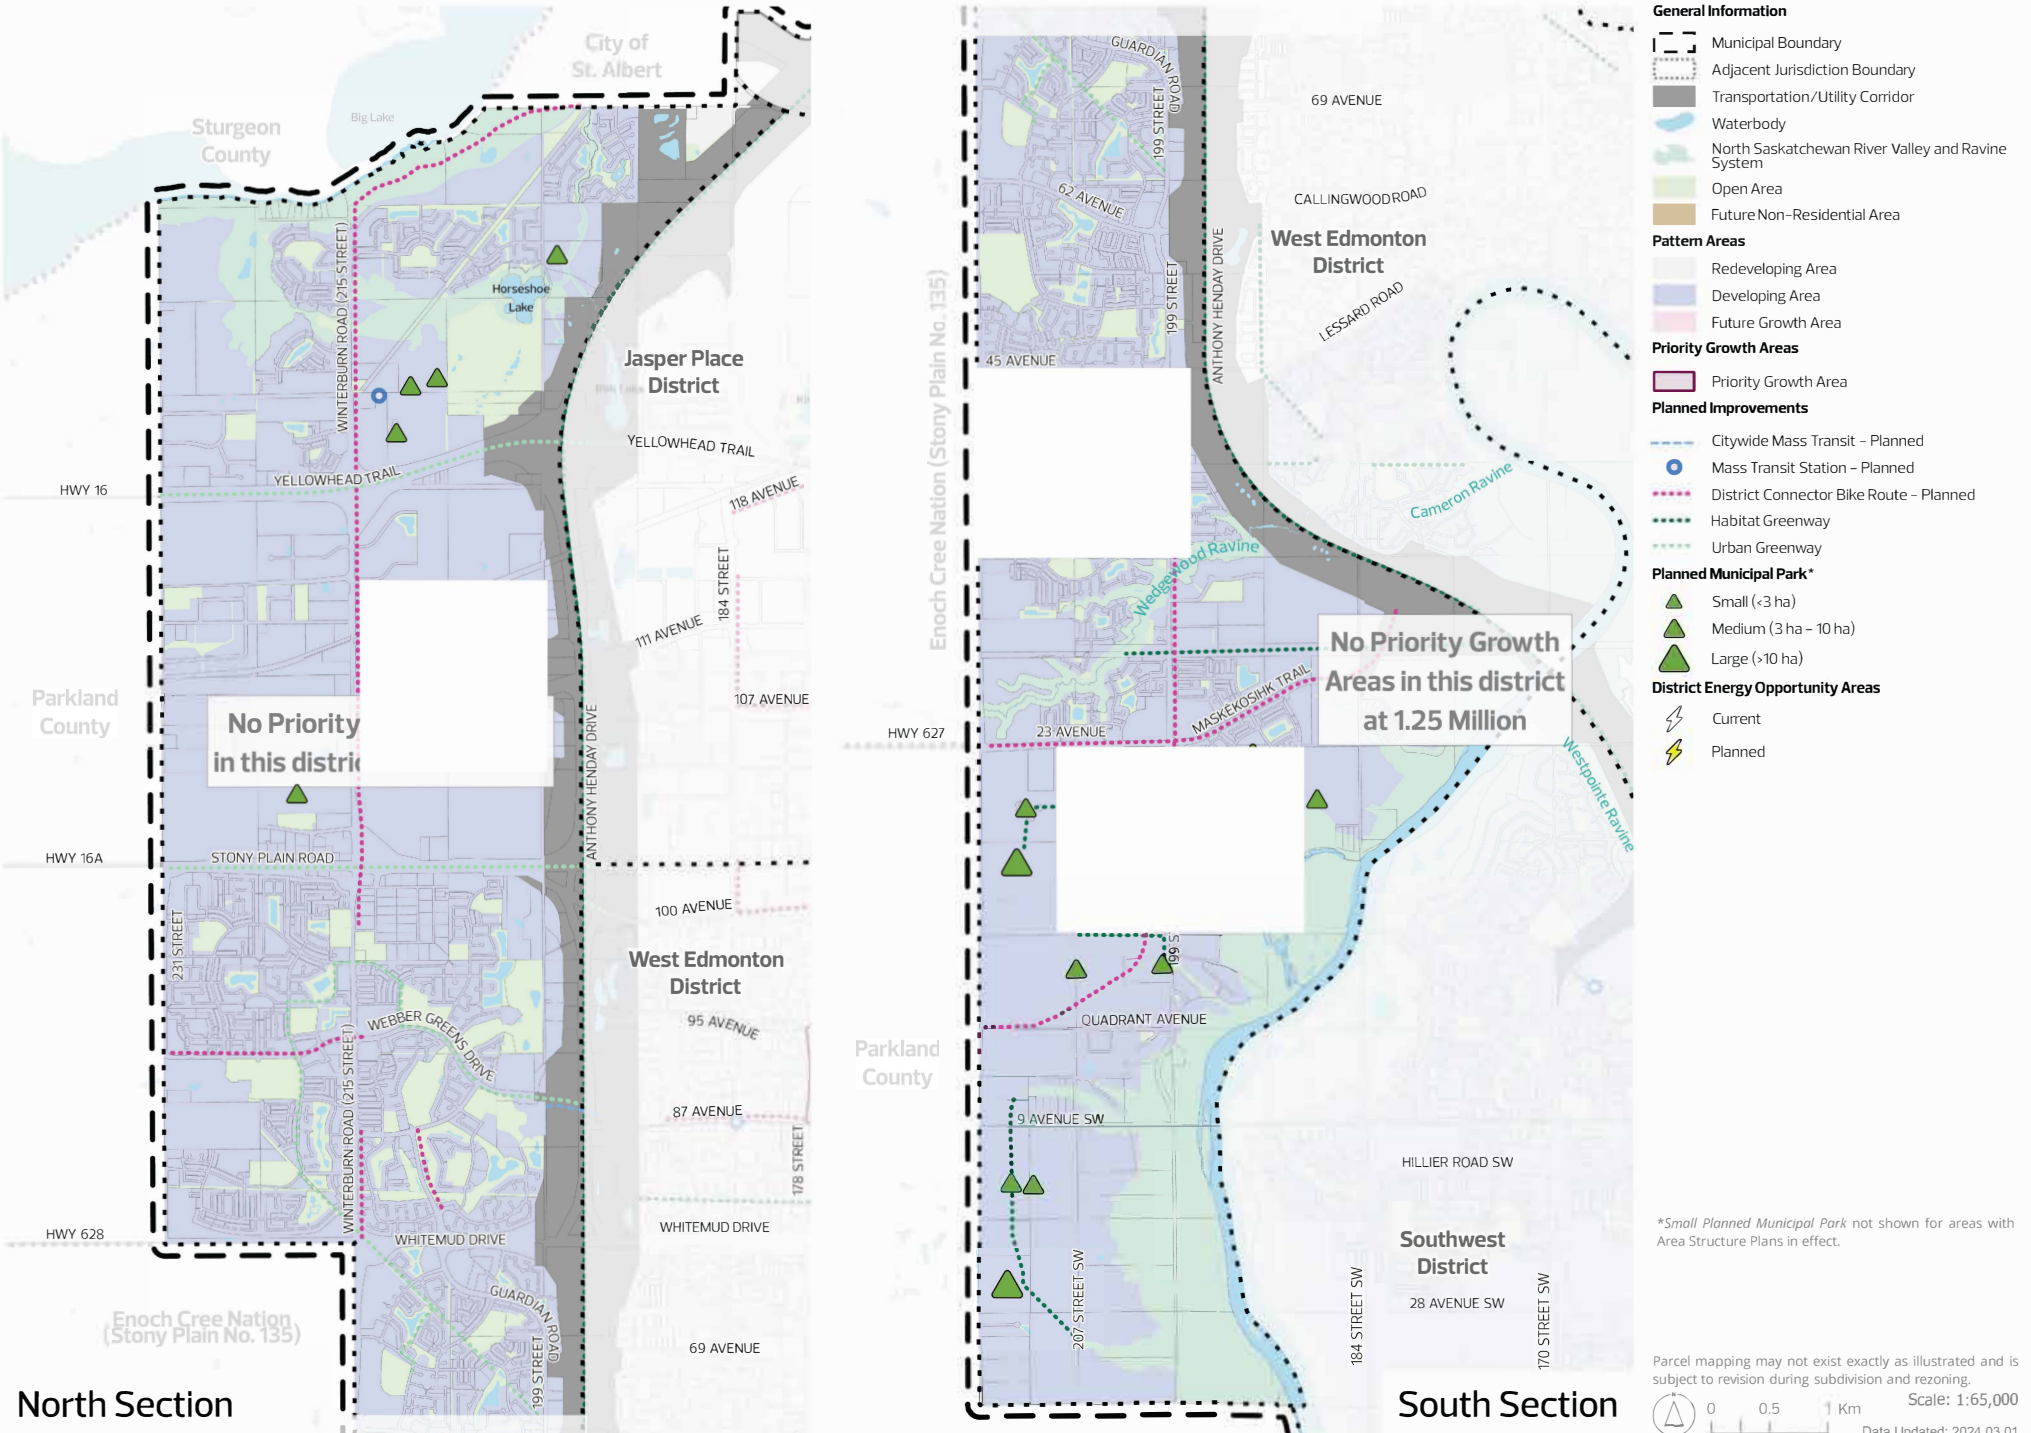 City of
St. Albert
Big Lake
Sturgeon
County
WINTERBURN ROAD (215 STREET)
Horseshoe
Lake
Jasper Place
District
YELLOWHEAD TRAIL
YELLOWHEAD TRAIL
HWY 16
118 AVENUE
184 STREET
111 AVENUE
107 AVENUE
Parkland
County
No Priority
in this distric
ANTHONY HENDAY DRIVE
HWY 16A
STONY PLAIN ROAD
100 AVENUE
231 STREET
West Edmonton
District
95 AVENUE
WEBBER GREENS DRIVE
WINTERBURN ROAD (215 STREET)
87 AVENUE
178 STREET
HWY 628
WHITEMUD DRIVE
WHITEMUD DRIVE
Enoch Cree Nation
(Stony Plain No. 135)
GUARDIAN ROAD
199 STREET
69 AVENUE
North Section
GUARDIAN ROAD
199 STREET
69 AVENUE
62 AVENUE
CALLINGWOOD ROAD
West Edmonton
District
199 STREET
ANTHONY HENDAY DRIVE
LESSARD ROAD
45 AVENUE
Enoch Cree Nation (Stony Plain No. 135)
Cameron Ravine
Wedgewood Ravine
No Priority Growth
Areas in this district
at 1.25 Million
MASKÊKOSIHK TRAIL
23 AVENUE
HWY 627
Westpointe Ravine
199 S
QUADRANT AVENUE
Parkland
County
9 AVENUE SW
HILLIER ROAD SW
Southwest
District
207 STREET SW
184 STREET SW
28 AVENUE SW
170 STREET SW
South Section
General Information
Municipal Boundary
Adjacent Jurisdiction Boundary
Transportation/Utility Corridor
Waterbody
North Saskatchewan River Valley and Ravine
System
Open Area
Future Non-Residential Area
Pattern Areas
Redeveloping Area
Developing Area
Future Growth Area
Priority Growth Areas
Priority Growth Area
Planned Improvements
Citywide Mass Transit - Planned
Mass Transit Station - Planned
District Connector Bike Route - Planned
Habitat Greenway
Urban Greenway
Planned Municipal Park*
Small (<3 ha)
Medium (3 ha - 10 ha)
Large (>10 ha)
District Energy Opportunity Areas
Current
Planned
*Small Planned Municipal Park not shown for areas with
Area Structure Plans in effect.
Parcel mapping may not exist exactly as illustrated and is
subject to revision during subdivision and rezoning.
Scale: 1:65,000
N
0 0.5 1 Km
Data Updated: 2024.03.01